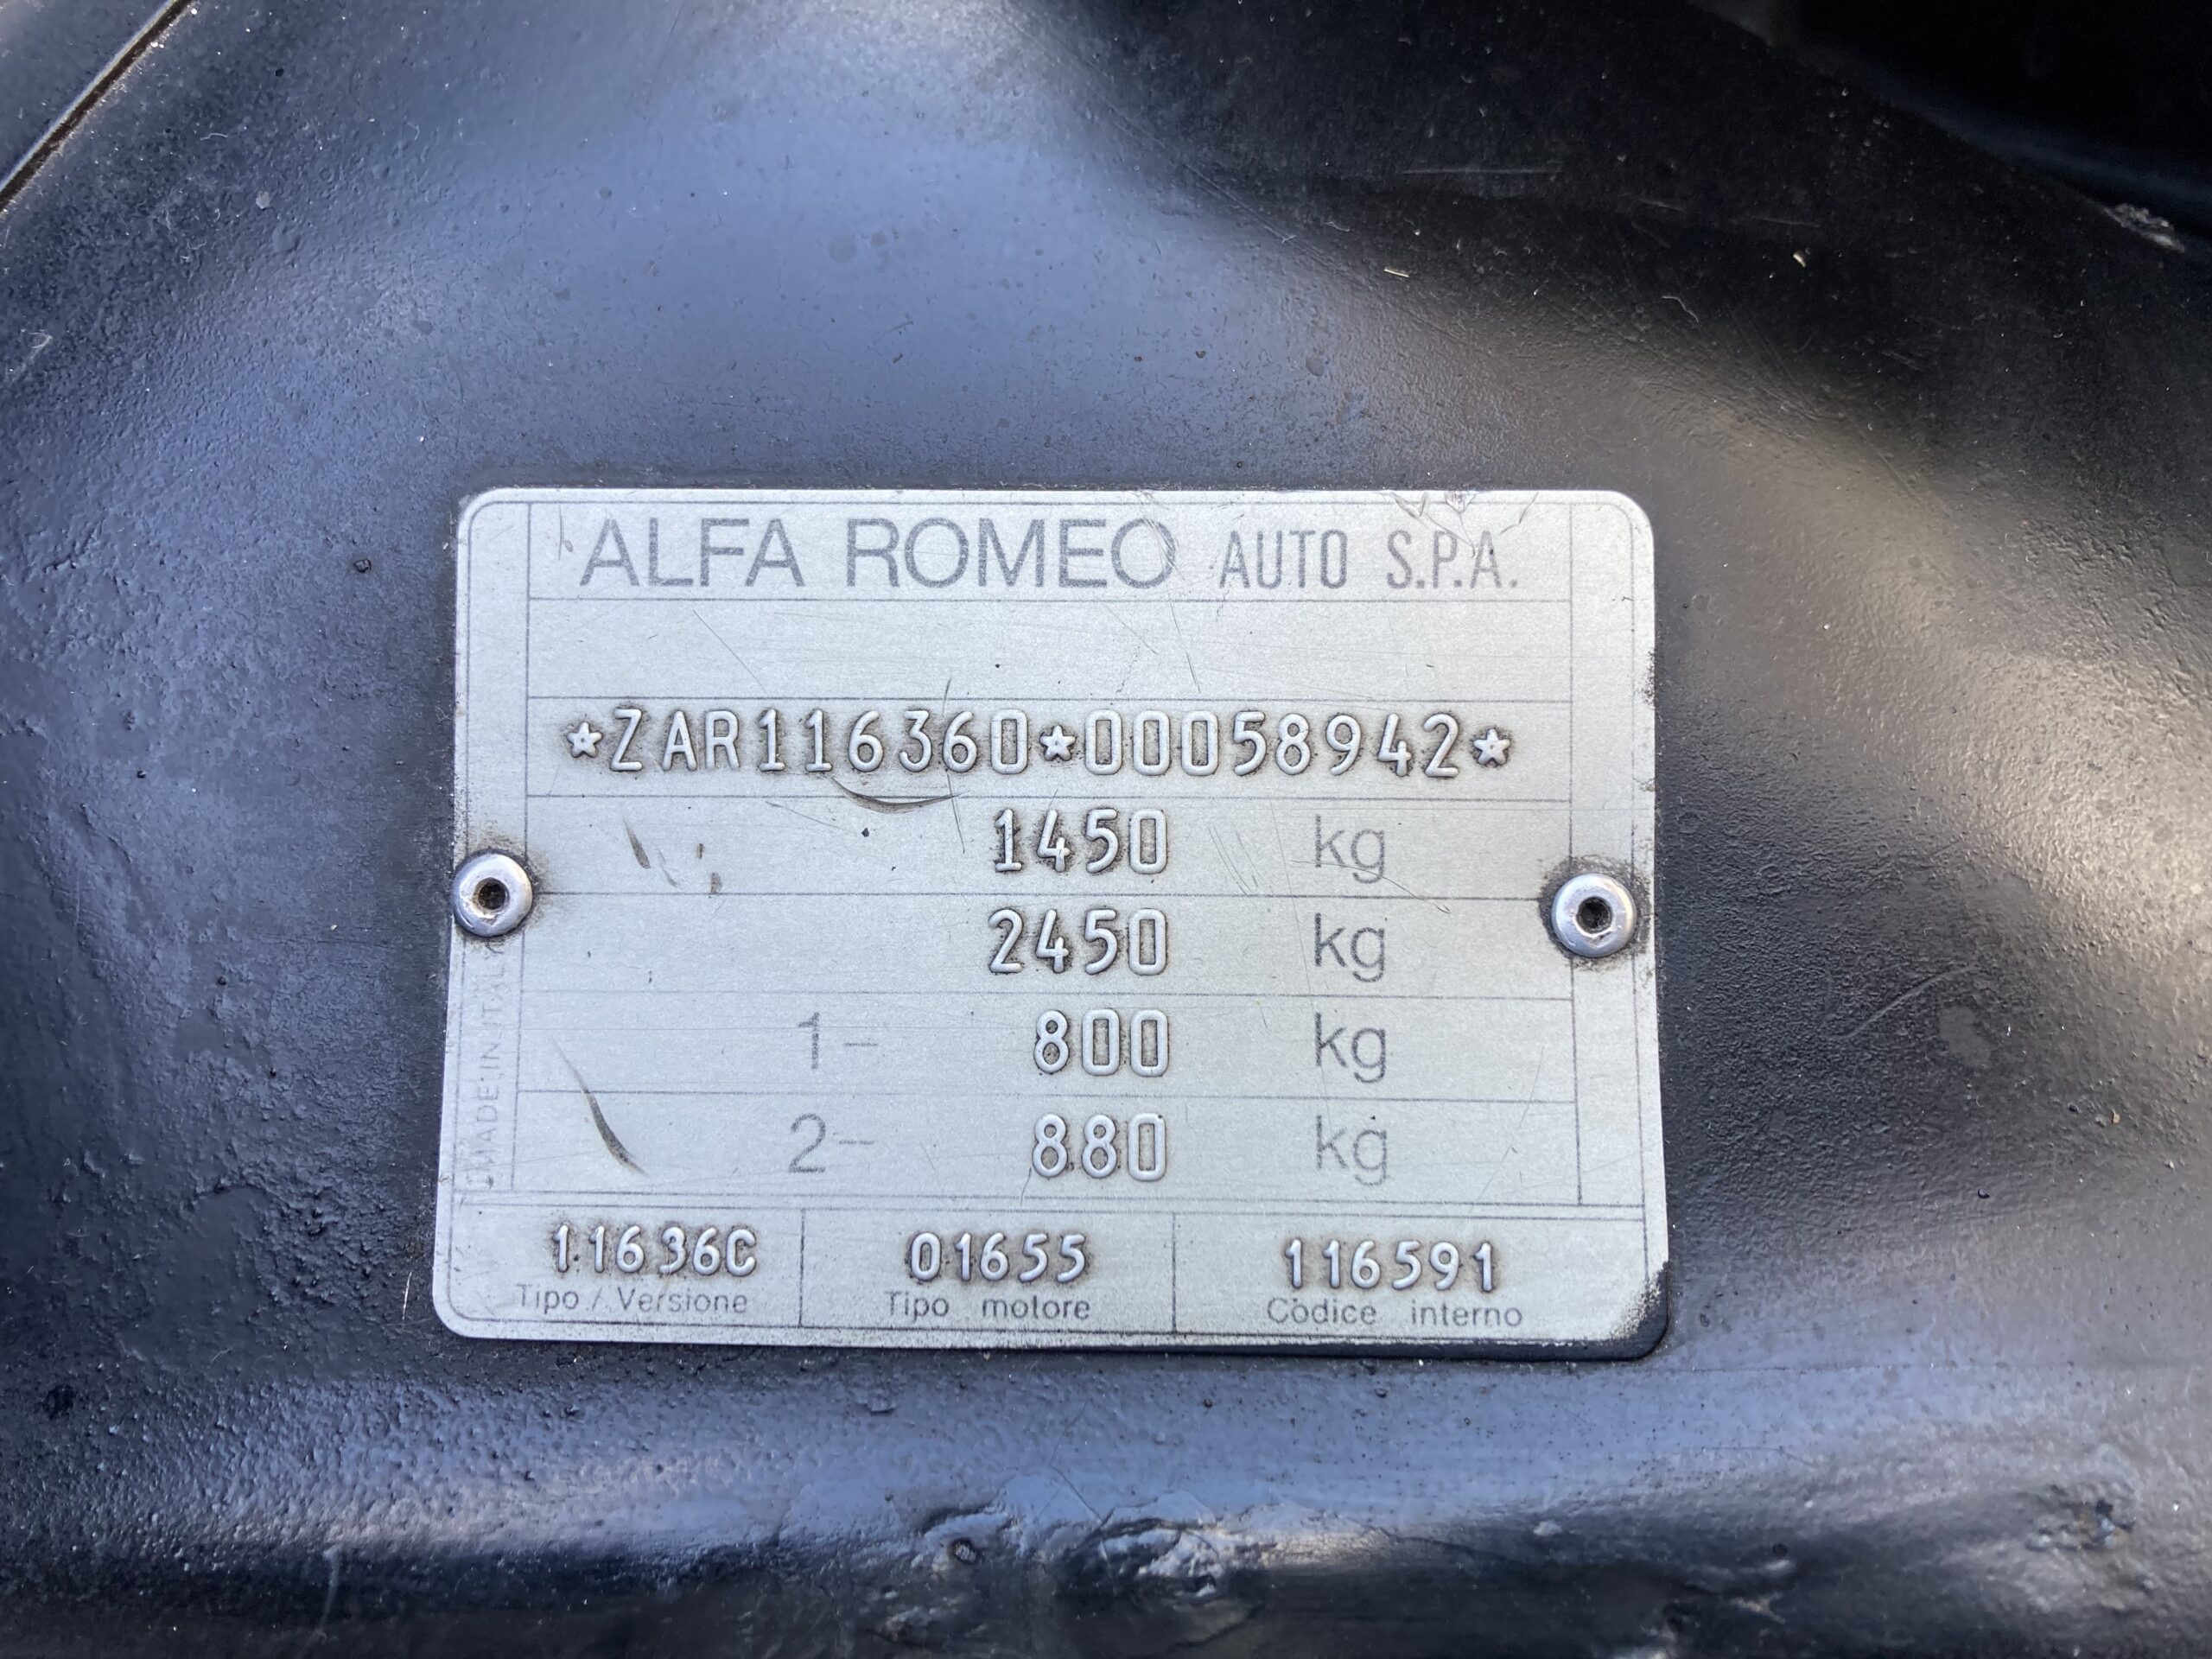 ALFA ROMEO AUTO S.P.A.
*ZAR116360*00058942*
1450 kg
2450 kg
1- 800 kg
2- 880 kg
MADE IN ITALY
11636C 01655 116591
Tipo / Versione Tipo motore Codice interno